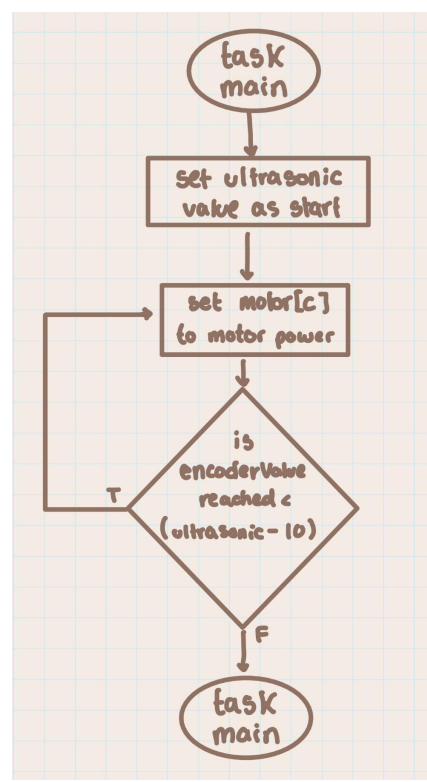 task
main
set ultrasonic
value as start
set motor[c]
to motor power
is
encoderValue
reached <
(ultrasonic - 10)
T
F
task
main